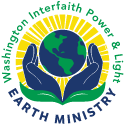 Washington Interfaith Power & Light
EARTH MINISTRY